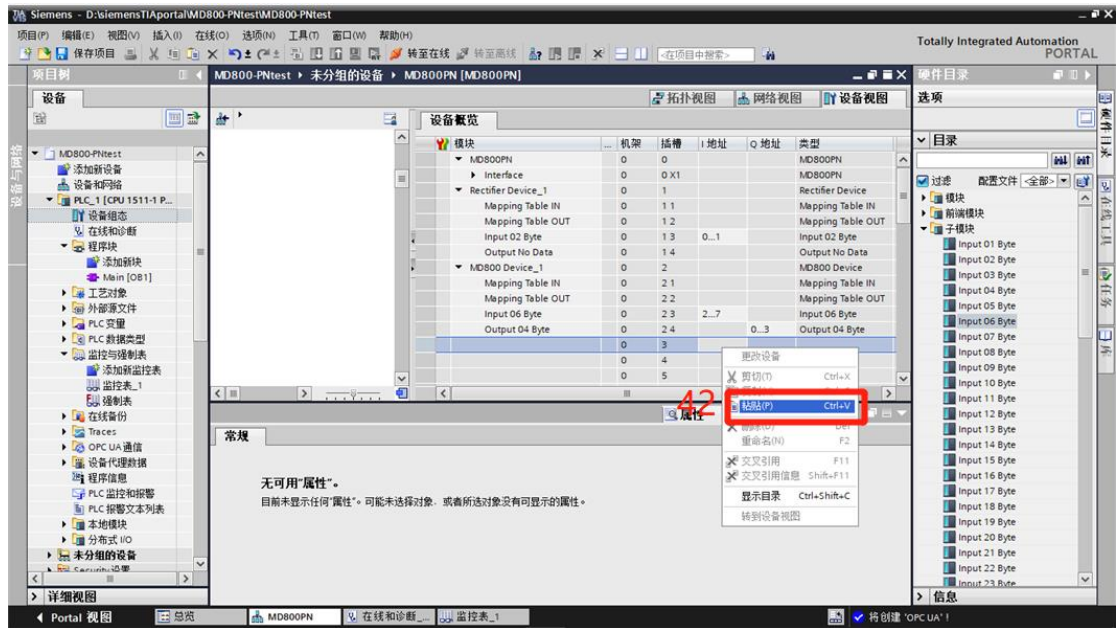 Siemens - D:\siemensTIAportal\MD800-PNtest\MD800-PNtest
项目(P) 编辑(E) 视图(V) 插入(I) 在线(O) 选项(N) 工具(T) 窗口(W) 帮助(H)
Totally Integrated Automation
PORTAL
保存项目 转至在线 转至离线 <在项目中搜索>
项目树
MD800-PNtest ▸ 未分组的设备 ▸ MD800PN [MD800PN]
硬件目录
设备
拓扑视图 网络视图 设备视图
选项
设备概览
模块 ... 机架 插槽 I 地址 Q 地址 类型
MD800PN 0 0 MD800PN
Interface 0 0 X1 MD800PN
Rectifier Device_1 0 1 Rectifier Device
Mapping Table IN 0 1 1 Mapping Table IN
Mapping Table OUT 0 1 2 Mapping Table OUT
Input 02 Byte 0 1 3 0...1 Input 02 Byte
Output No Data 0 1 4 Output No Data
MD800 Device_1 0 2 MD800 Device
Mapping Table IN 0 2 1 Mapping Table IN
Mapping Table OUT 0 2 2 Mapping Table OUT
Input 06 Byte 0 2 3 2...7 Input 06 Byte
Output 04 Byte 0 2 4 0...3 Output 04 Byte
0 3
0 4
0 5
MD800-PNtest
添加新设备
设备和网络
PLC_1 [CPU 1511-1 P...
设备组态
在线和诊断
程序块
添加新块
Main [OB1]
工艺对象
外部源文件
PLC 变量
PLC 数据类型
监控与强制表
添加新监控表
监控表_1
强制表
在线备份
Traces
OPC UA 通信
设备代理数据
程序信息
PLC 监控和报警
PLC 报警文本列表
本地模块
分布式 I/O
未分组的设备
Security 设置
详细视图
设备与网络
更改设备
剪切(T) Ctrl+X
42
粘贴(P) Ctrl+V
删除(D) Del
重命名(N) F2
交叉引用 F11
交叉引用信息 Shift+F11
显示目录 Ctrl+Shift+C
转到设备视图
属性
常规
无可用“属性”。
目前未显示任何“属性”。可能未选择对象，或者所选对象没有可显示的属性。
目录
过滤 配置文件 <全部>
模块
前端模块
子模块
Input 01 Byte
Input 02 Byte
Input 03 Byte
Input 04 Byte
Input 05 Byte
Input 06 Byte
Input 07 Byte
Input 08 Byte
Input 09 Byte
Input 10 Byte
Input 11 Byte
Input 12 Byte
Input 13 Byte
Input 14 Byte
Input 15 Byte
Input 16 Byte
Input 17 Byte
Input 18 Byte
Input 19 Byte
Input 20 Byte
Input 21 Byte
Input 22 Byte
Input 23 Byte
信息
硬件目录
任务
Portal 视图 总览 MD800PN 在线和诊断_... 监控表_1 将创建 'OPC UA'！